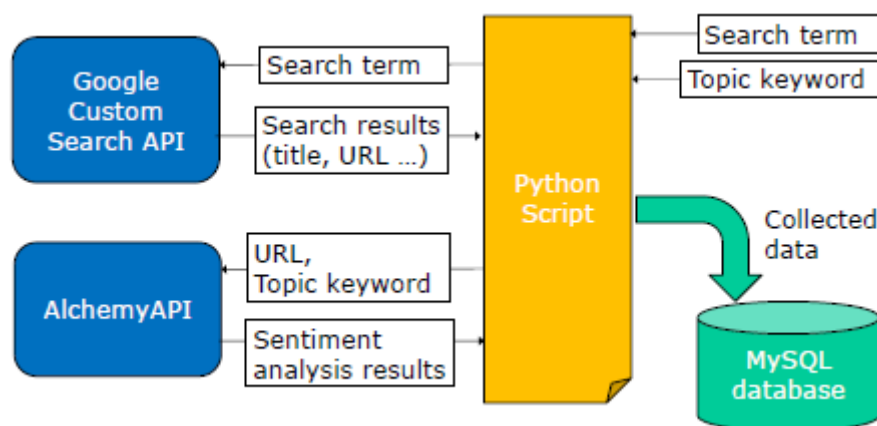 Google
Custom
Search API
Search term
Search results
(title, URL ...)
Python
Script
Search term
Topic keyword
AlchemyAPI
URL,
Topic keyword
Sentiment
analysis results
Collected
data
MySQL
database